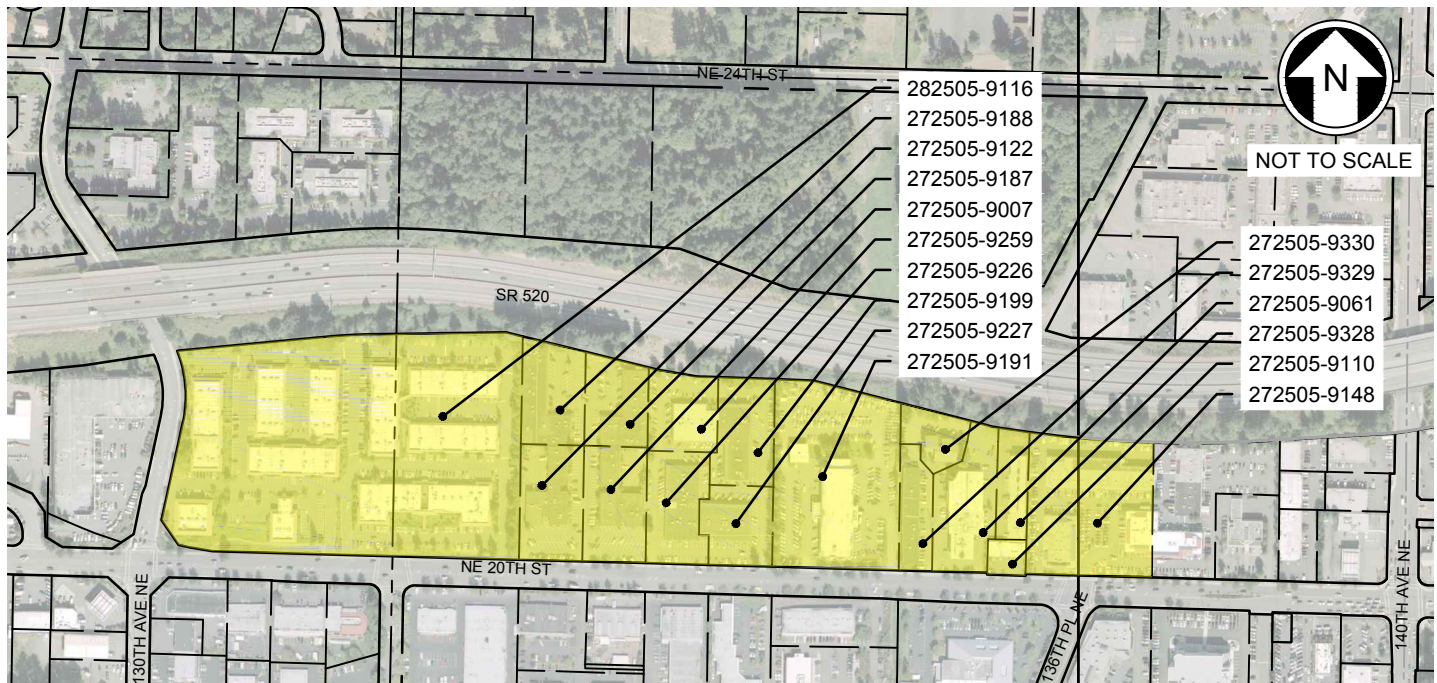 NE 24TH ST
N
NOT TO SCALE
282505-9116
272505-9188
272505-9122
272505-9187
272505-9007
272505-9259
272505-9226
272505-9199
272505-9227
272505-9191
272505-9330
272505-9329
272505-9061
272505-9328
272505-9110
272505-9148
SR 520
NE 20TH ST
130TH AVE NE
136TH PL NE
140TH AVE NE